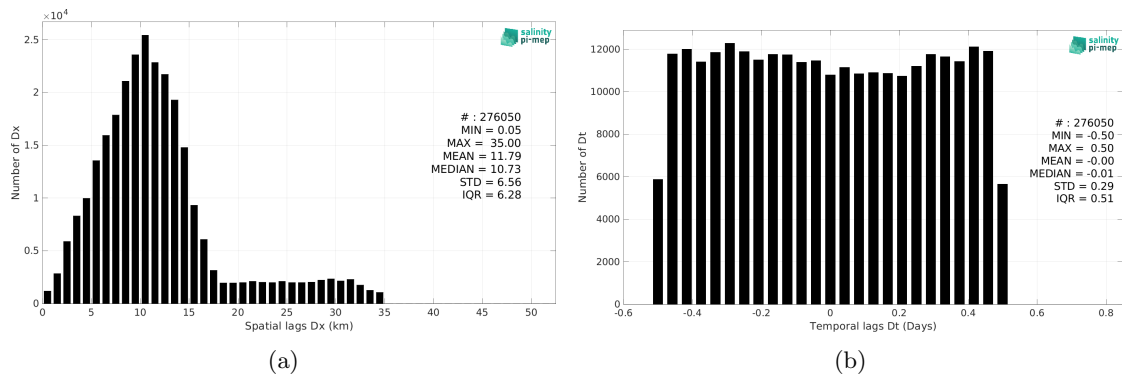 ×10⁴
2.5
2
1.5
1
0.5
0
Number of Dx
0 5 10 15 20 25 30 35 40 45 50
Spatial lags Dx (km)
salinity
pi-mep
# : 276050
MIN = 0.05
MAX = 35.00
MEAN = 11.79
MEDIAN = 10.73
STD = 6.56
IQR = 6.28
(a)
12000
10000
8000
6000
4000
2000
0
Number of Dt
-0.6 -0.4 -0.2 0 0.2 0.4 0.6 0.8
Temporal lags Dt (Days)
salinity
pi-mep
# : 276050
MIN = -0.50
MAX = 0.50
MEAN = -0.00
MEDIAN = -0.01
STD = 0.29
IQR = 0.51
(b)